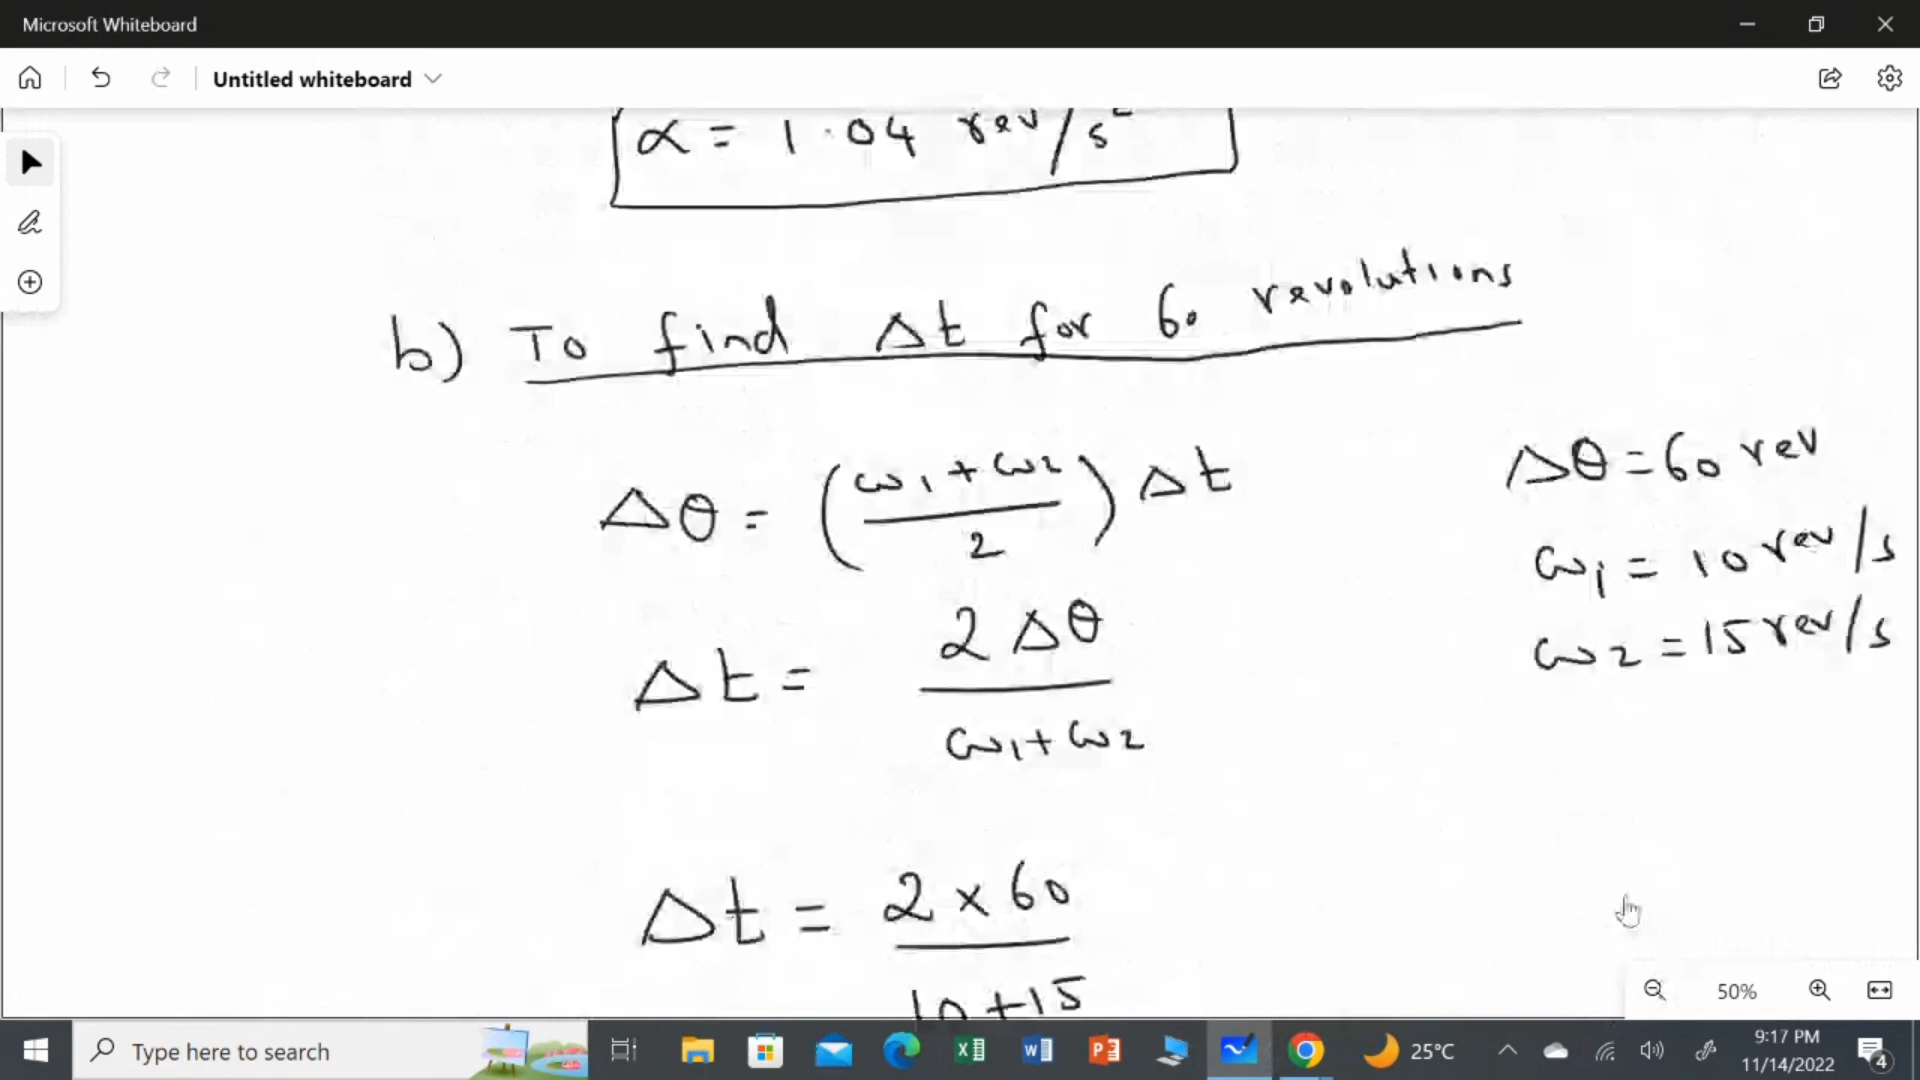 Microsoft Whiteboard
Untitled whiteboard
α = 1.04 rev/s²
b) To find Δt for 60 revolutions
Δθ = (ω1+ω2/2) Δt
Δθ = 60 rev
ω1 = 10 rev/s
Δt = 2Δθ/ω1+ω2
ω2 = 15 rev/s
Δt = 2×60/10+15
50%
Type here to search
25°C
9:17 PM
11/14/2022
4